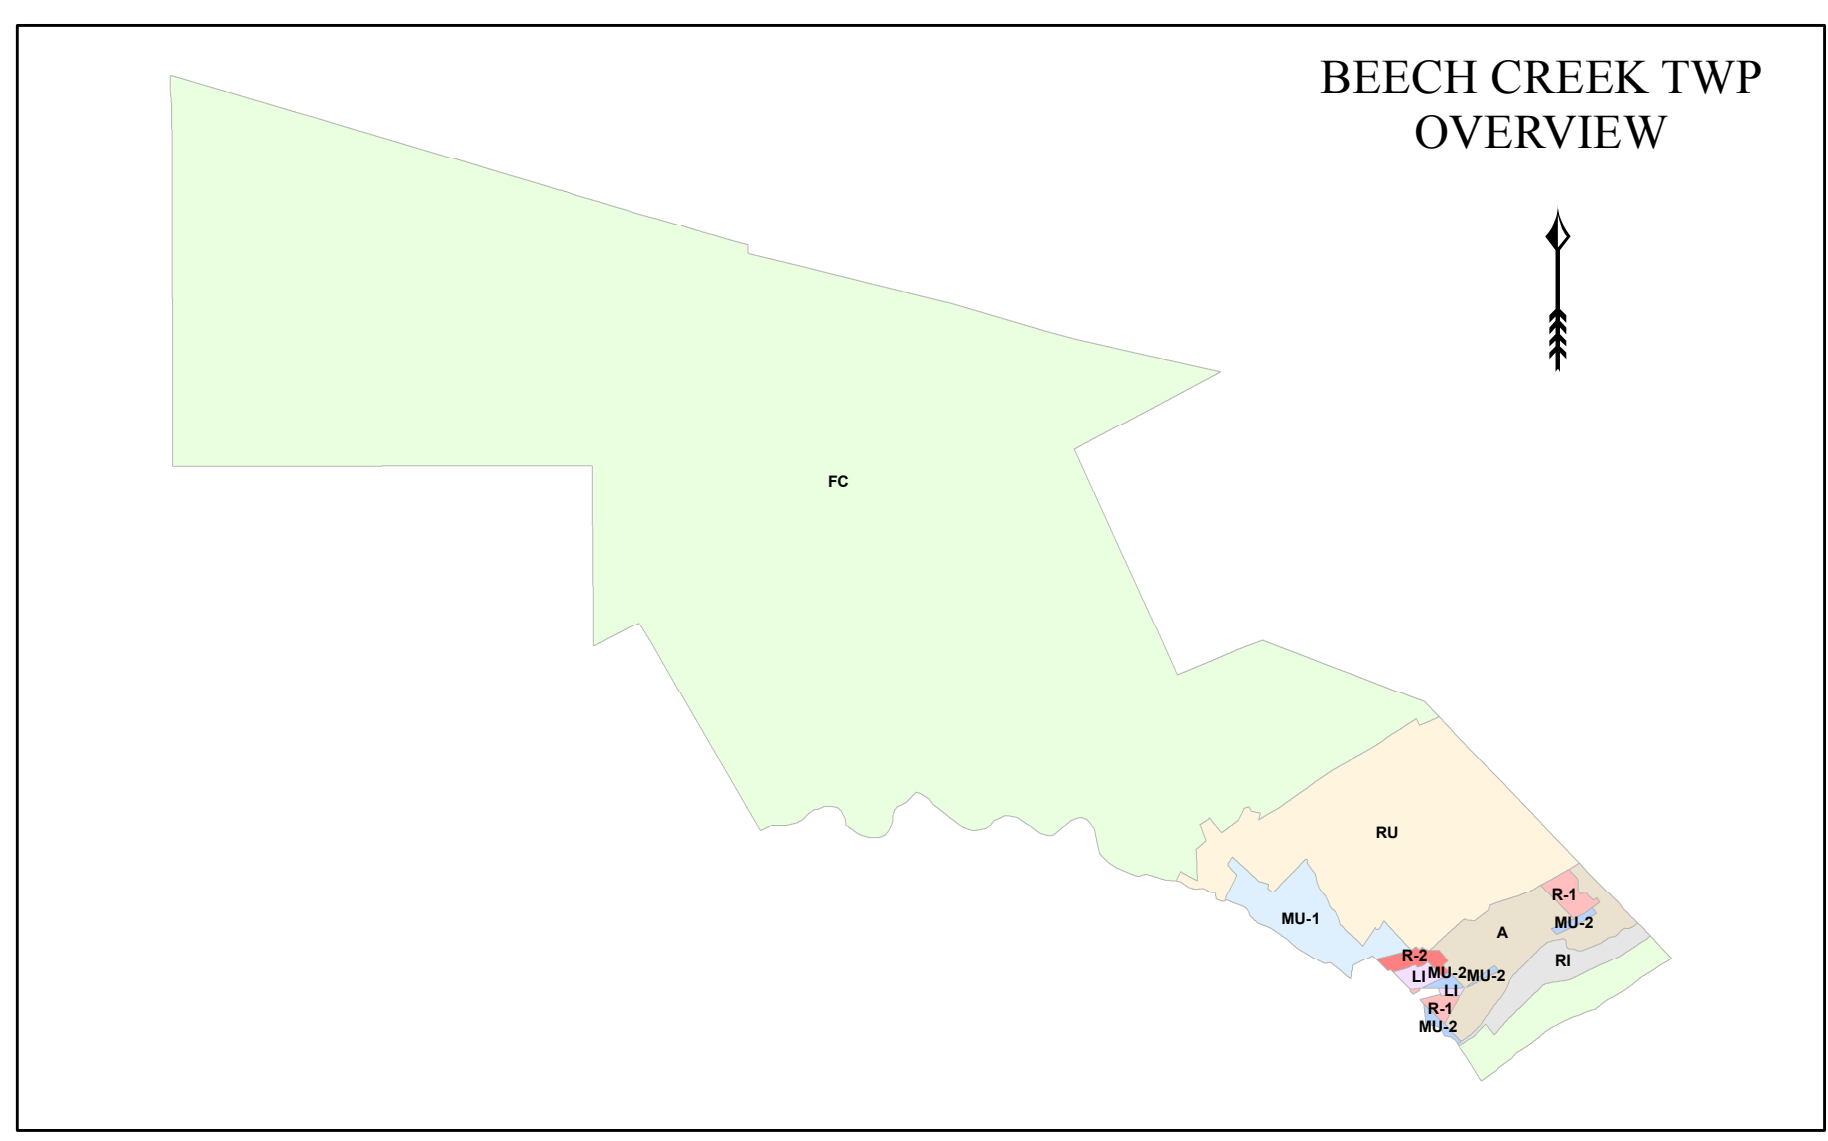 BEECH CREEK TWP
OVERVIEW
FC
RU
R-1
MU-1
MU-2
A
R-2
RI
LI
MU-2
MU-2
LI
R-1
MU-2